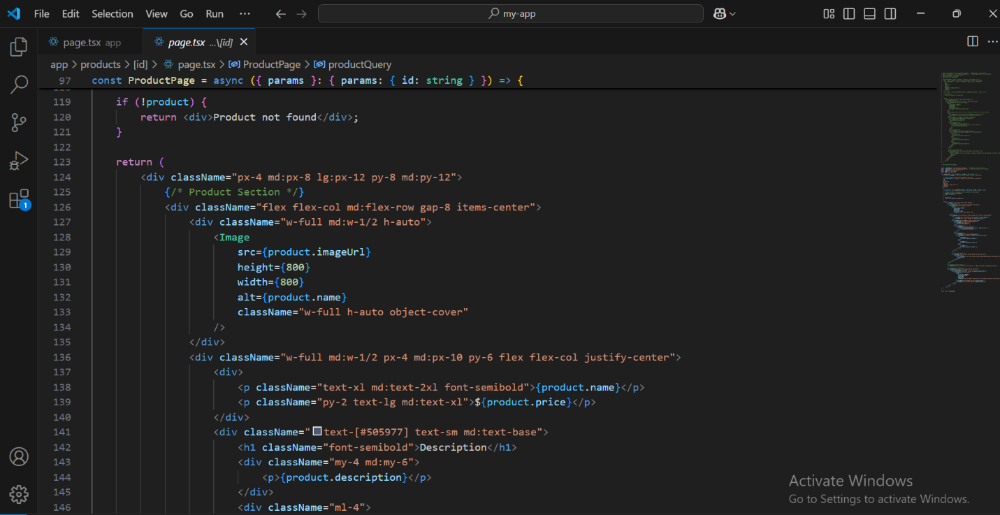 File Edit Selection View Go Run ··· my-app
page.tsx app page.tsx ...\[id]
app > products > [id] > page.tsx > ProductPage > productQuery
97 const ProductPage = async ({ params }: { params: { id: string } }) => {
119 if (!product) {
120 return <div>Product not found</div>;
121 }
122
123 return (
124 <div className="px-4 md:px-8 lg:px-12 py-8 md:py-12">
125 {/* Product Section */}
126 <div className="flex flex-col md:flex-row gap-8 items-center">
127 <div className="w-full md:w-1/2 h-auto">
128 <Image
129 src={product.imageUrl}
130 height={800}
131 width={800}
132 alt={product.name}
133 className="w-full h-auto object-cover"
134 />
135 </div>
136 <div className="w-full md:w-1/2 px-4 md:px-10 py-6 flex flex-col justify-center">
137 <div>
138 <p className="text-xl md:text-2xl font-semibold">{product.name}</p>
139 <p className="py-2 text-lg md:text-xl">${product.price}</p>
140 </div>
141 <div className="text-[#505977] text-sm md:text-base">
142 <h1 className="font-semibold">Description</h1>
143 <div className="my-4 md:my-6">
144 <p>{product.description}</p>
145 </div>
146 <div className="ml-4">
1
Activate Windows
Go to Settings to activate Windows.